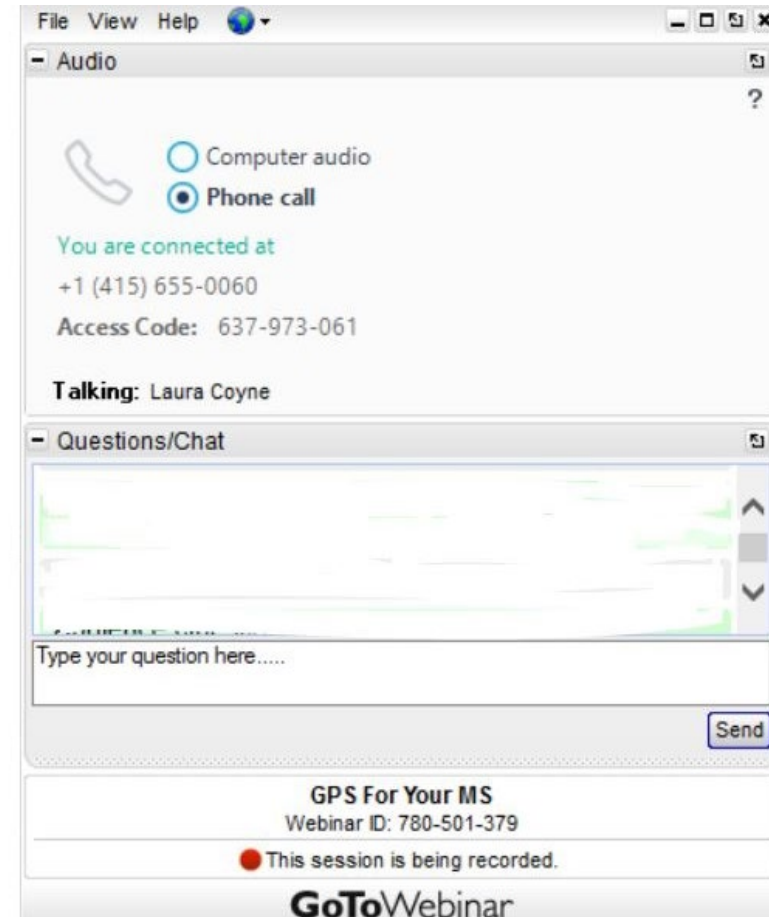 File View Help
- Audio
?
Computer audio
Phone call
You are connected at
+1 (415) 655-0060
Access Code: 637-973-061
Talking: Laura Coyne
- Questions/Chat
Type your question here.....
Send
GPS For Your MS
Webinar ID: 780-501-379
This session is being recorded.
GoToWebinar